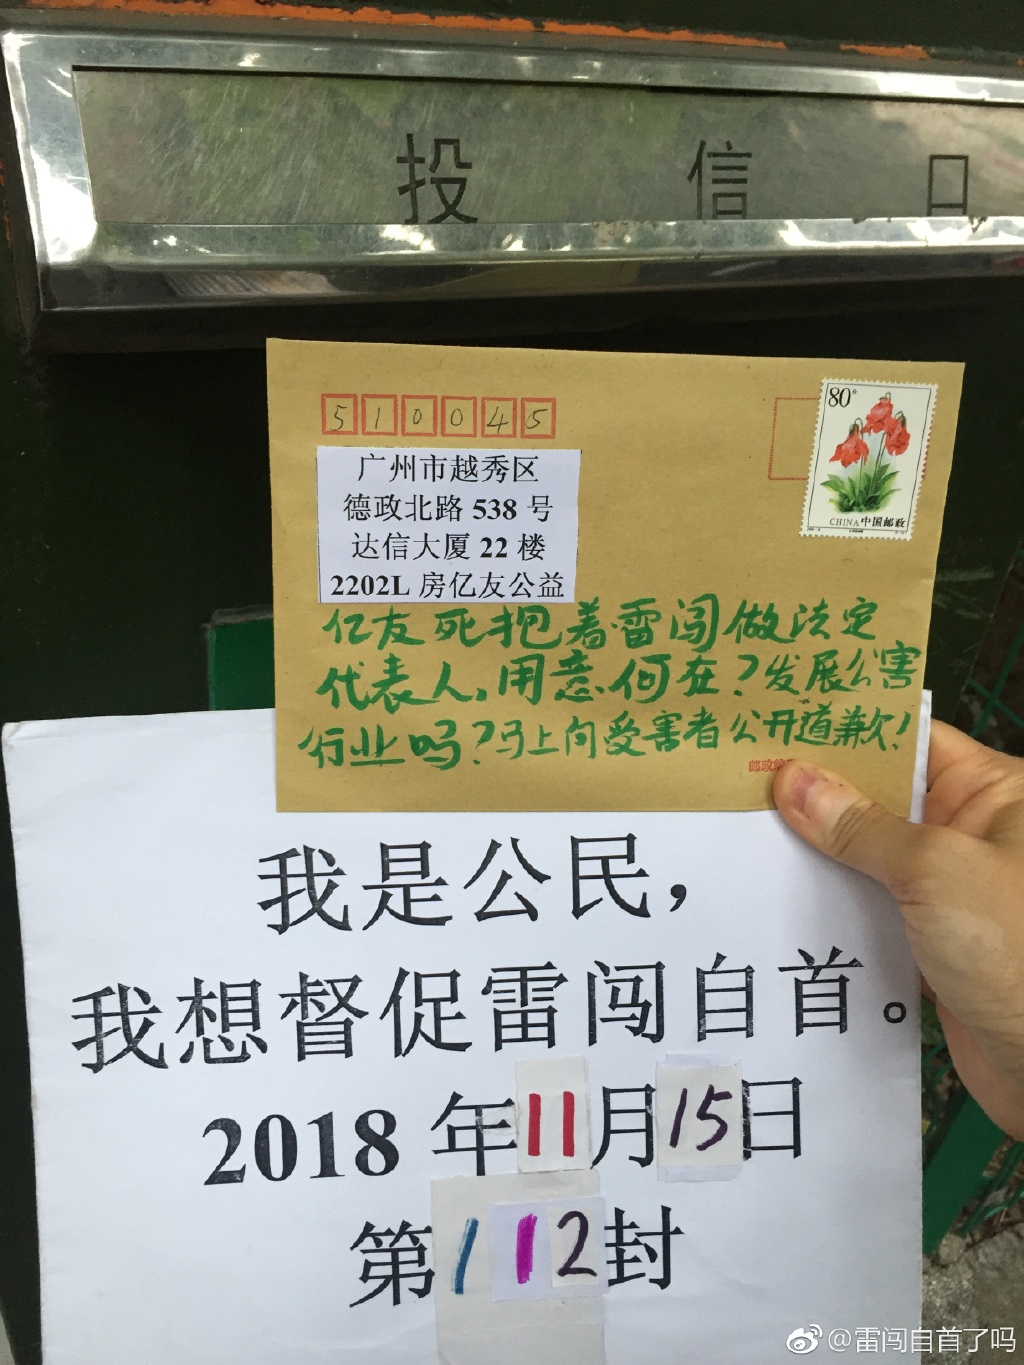 投信口
510045
80
CHINA 中国邮政
广州市越秀区
德政北路 538 号
达信大厦 22 楼
2202L 房亿友公益
亿友死抱着雷闯做法定
代表人,用意何在?发展公害
行业吗?马上向受害者公开道歉!
邮政编
我是公民,
我想督促雷闯自首。
2018 年11月15日
第112封
@雷闯自首了吗